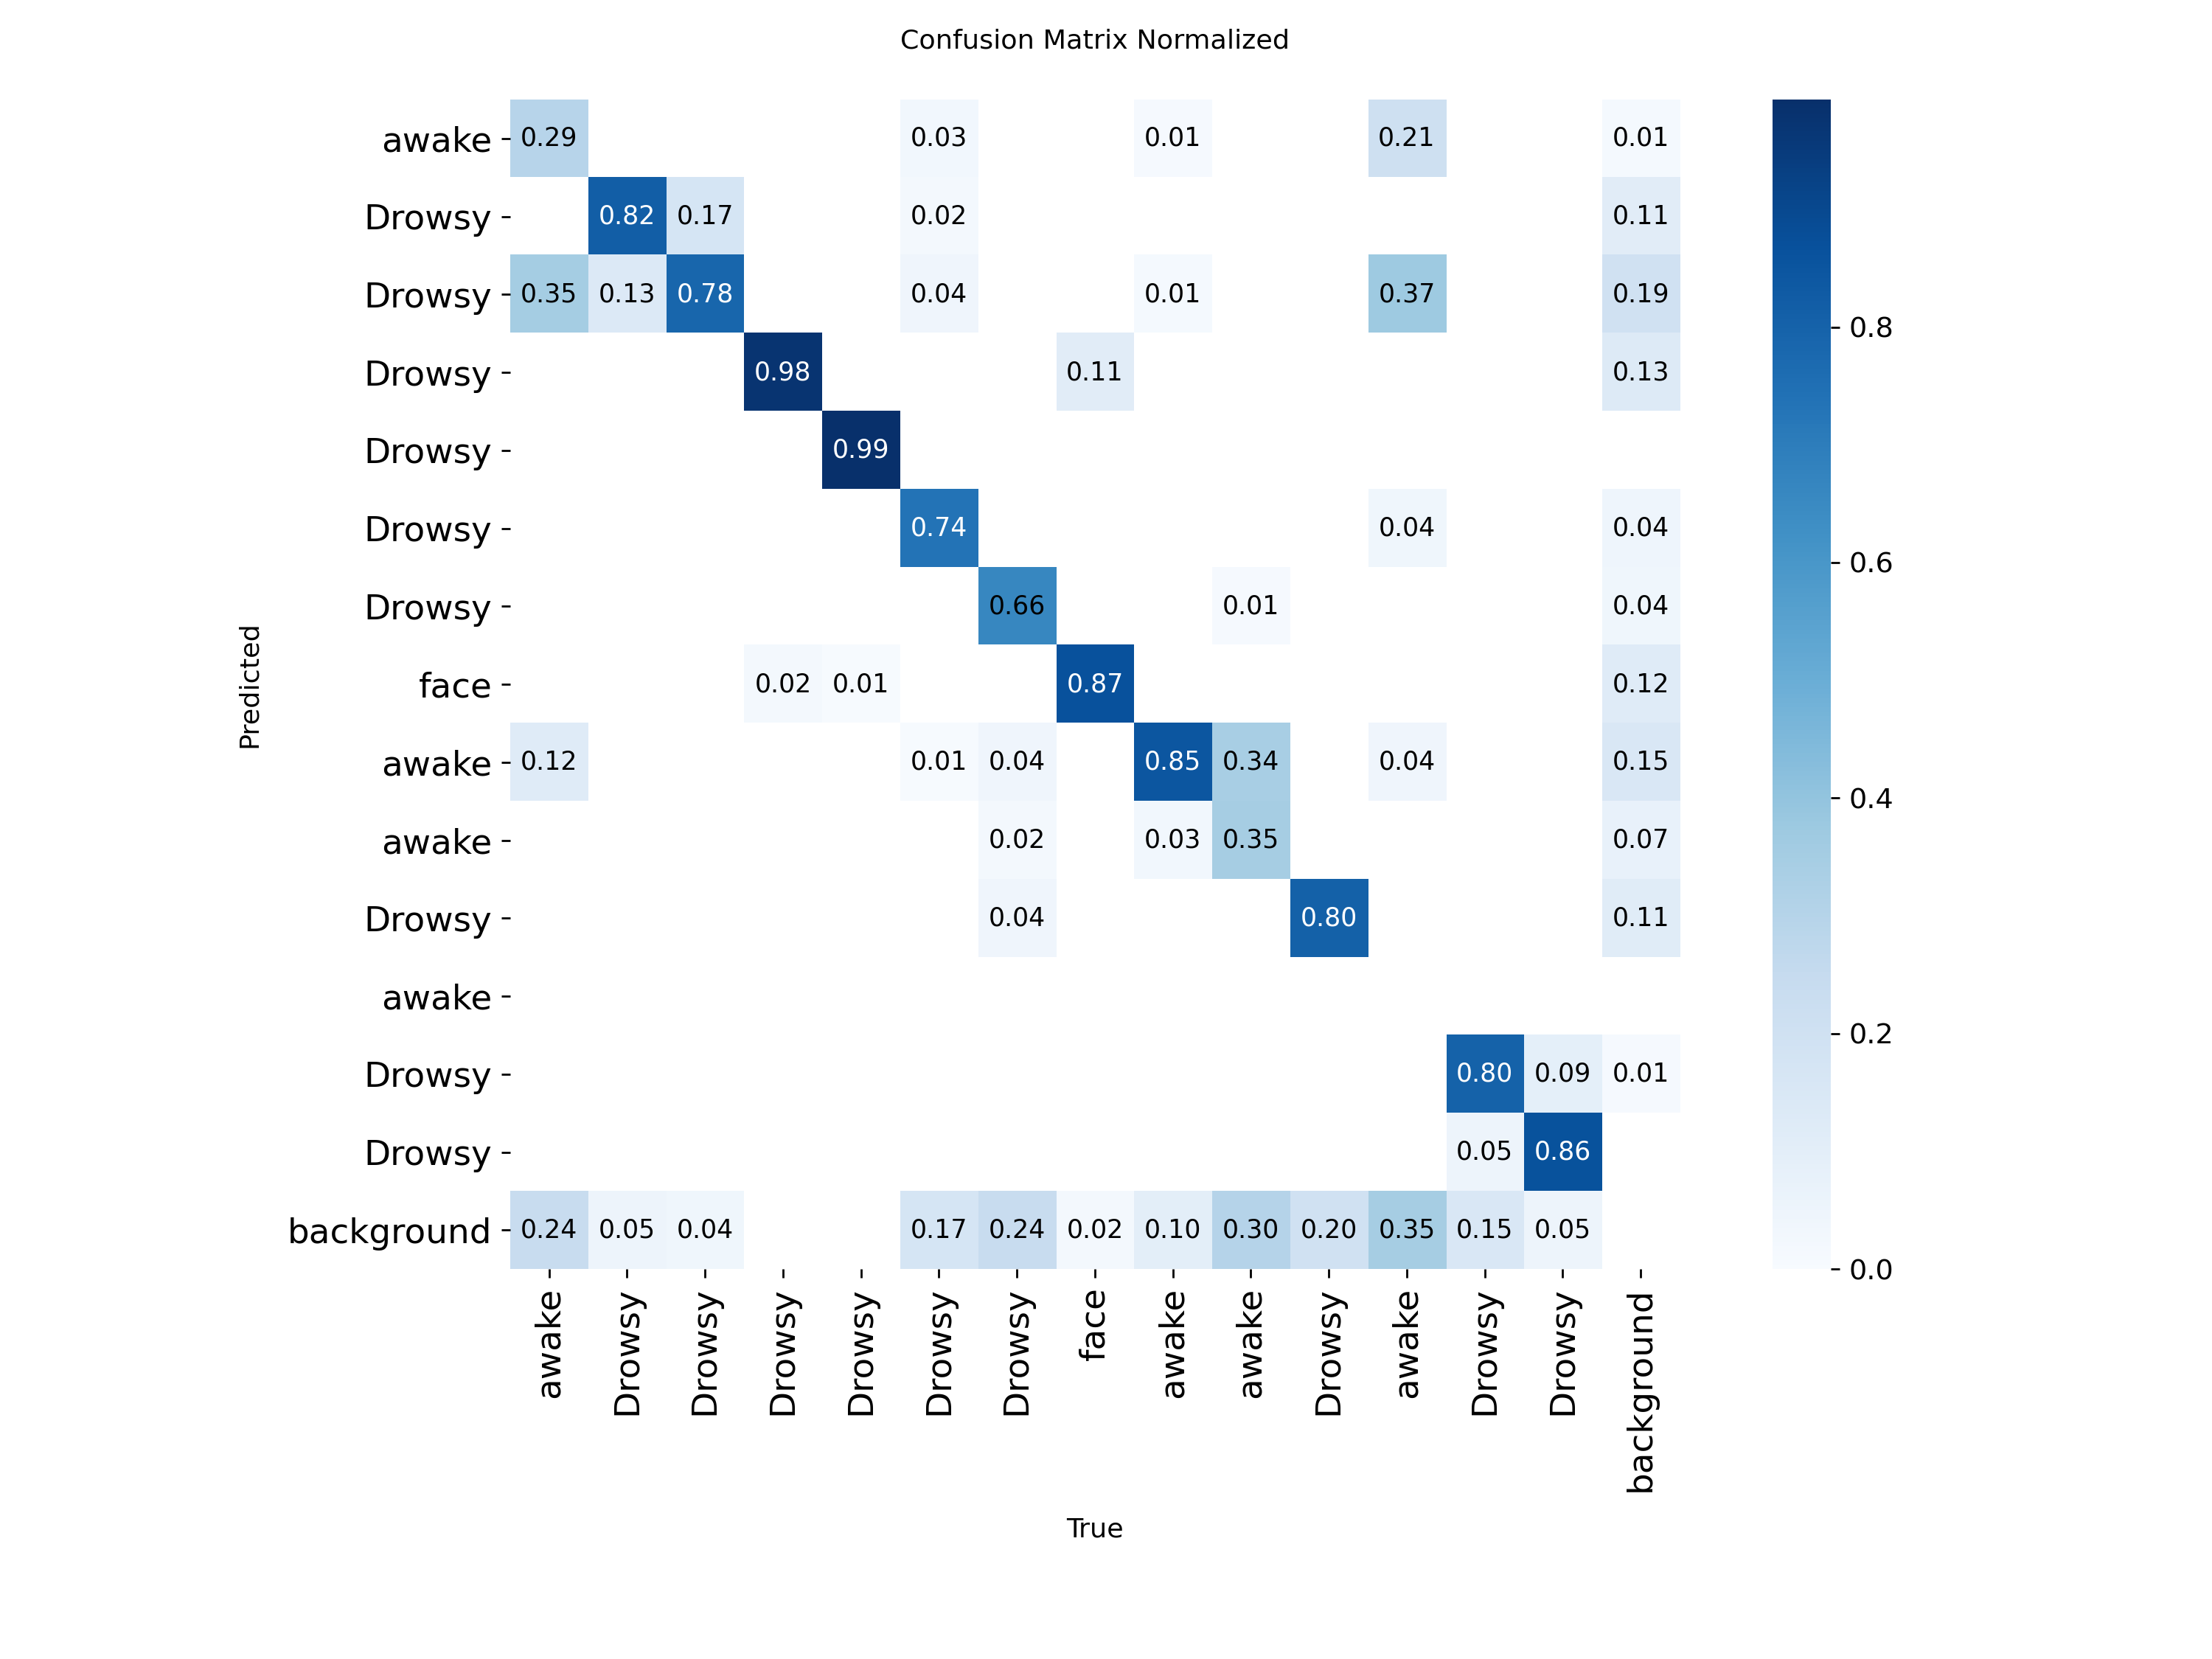 Confusion Matrix Normalized
awake 0.29 0.03 0.01 0.21 0.01
Drowsy 0.82 0.17 0.02 0.11
Drowsy 0.35 0.13 0.78 0.04 0.01 0.37 0.19
0.8
Drowsy 0.98 0.11 0.13
Drowsy 0.99
Drowsy 0.74 0.04 0.04
0.6
Drowsy 0.66 0.01 0.04
Predicted
face 0.02 0.01 0.87 0.12
awake 0.12 0.01 0.04 0.85 0.34 0.04 0.15
0.4
awake 0.02 0.03 0.35 0.07
Drowsy 0.04 0.80 0.11
awake
0.2
Drowsy 0.80 0.09 0.01
Drowsy 0.05 0.86
background 0.24 0.05 0.04 0.17 0.24 0.02 0.10 0.30 0.20 0.35 0.15 0.05
0.0
awake Drowsy Drowsy Drowsy Drowsy Drowsy Drowsy face awake awake Drowsy awake Drowsy Drowsy background
True